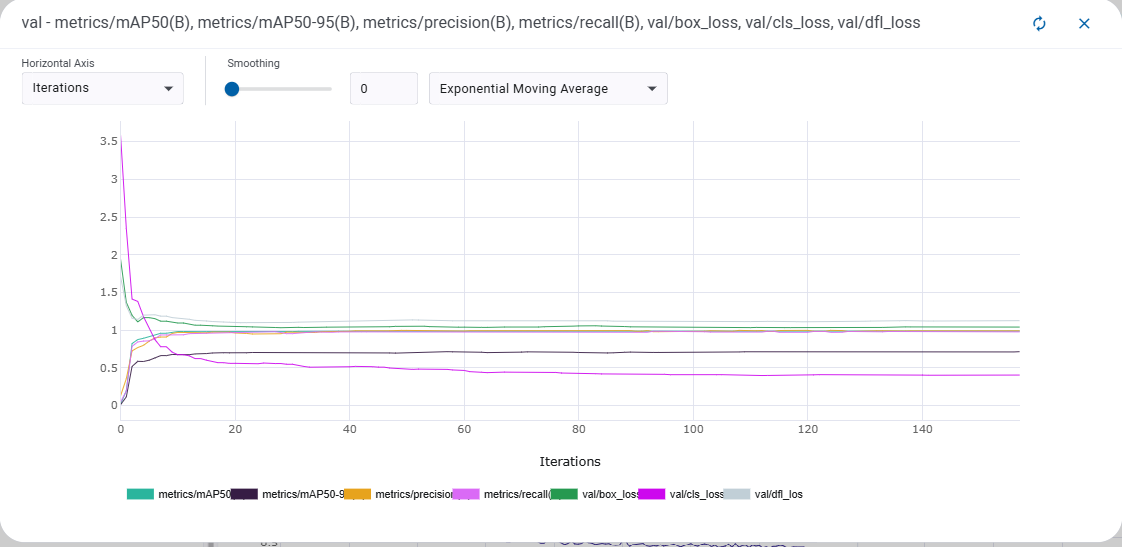 val - metrics/mAP50(B), metrics/mAP50-95(B), metrics/precision(B), metrics/recall(B), val/box_loss, val/cls_loss, val/dfl_loss
Horizontal Axis
Smoothing
Iterations
0
Exponential Moving Average
3.5
3
2.5
2
1.5
1
0.5
0
0 20 40 60 80 100 120 140
Iterations
metrics/mAP50 metrics/mAP50-9 metrics/precision metrics/recall( val/box_los val/cls_loss val/dfl_los